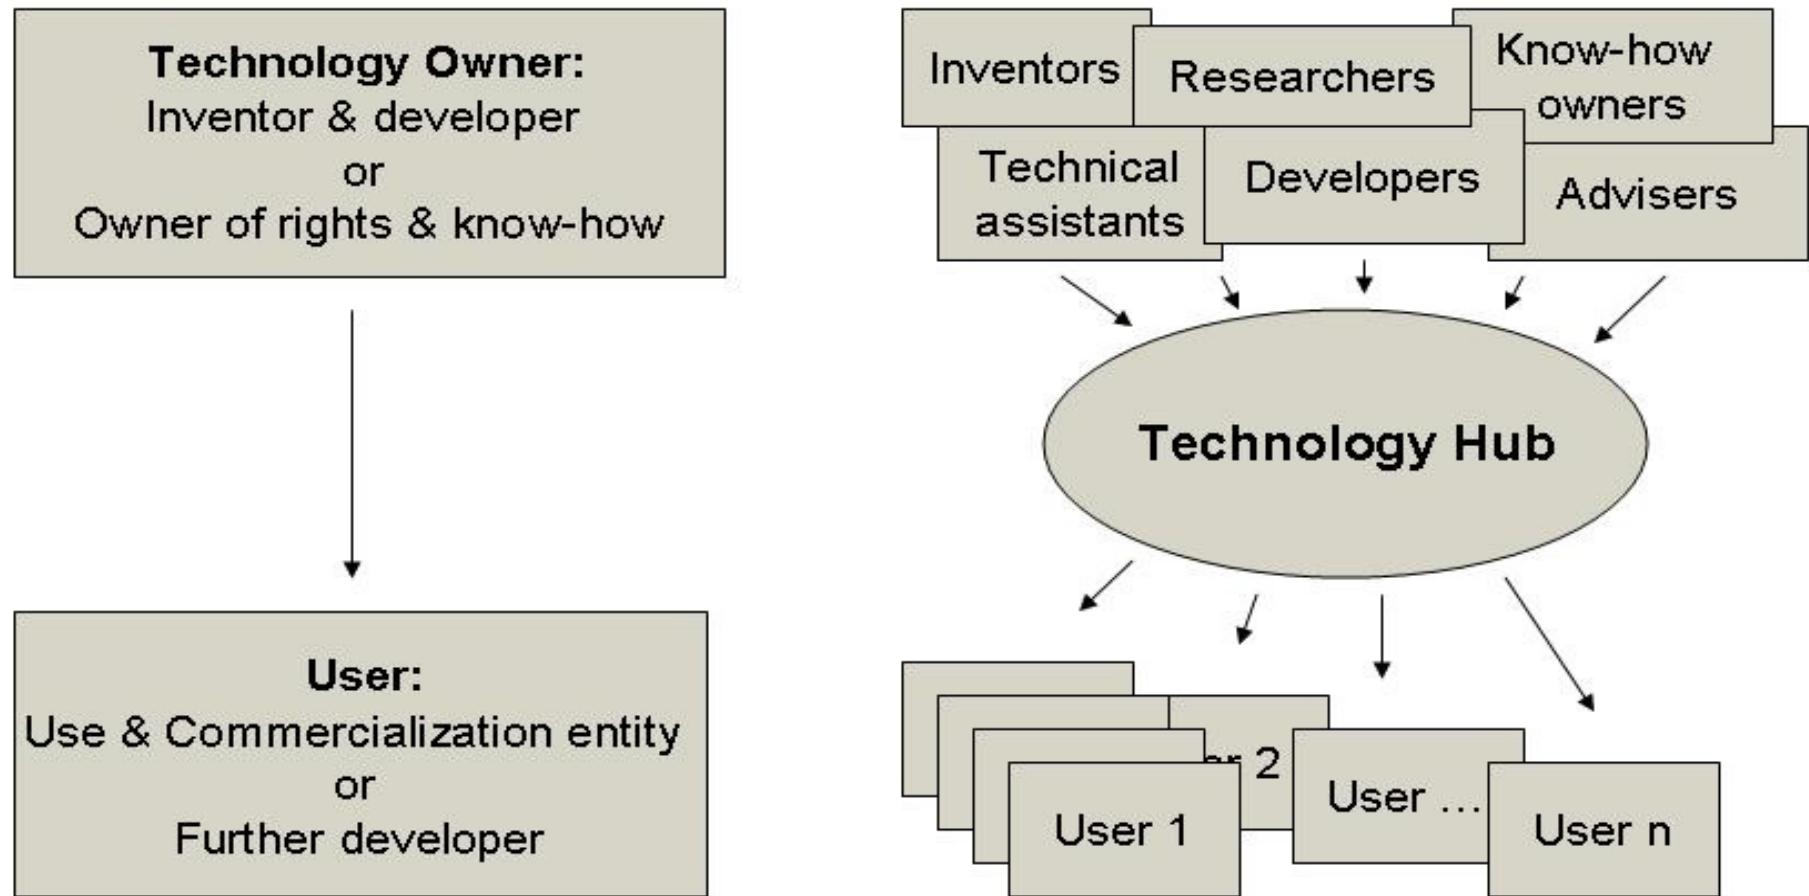 Technology Owner:
Inventor & developer
or
Owner of rights & know-how
User:
Use & Commercialization entity
or
Further developer
Inventors
Researchers
Know-how
owners
Technical
assistants
Developers
Advisers
Technology Hub
2
User ...
User 1
User n